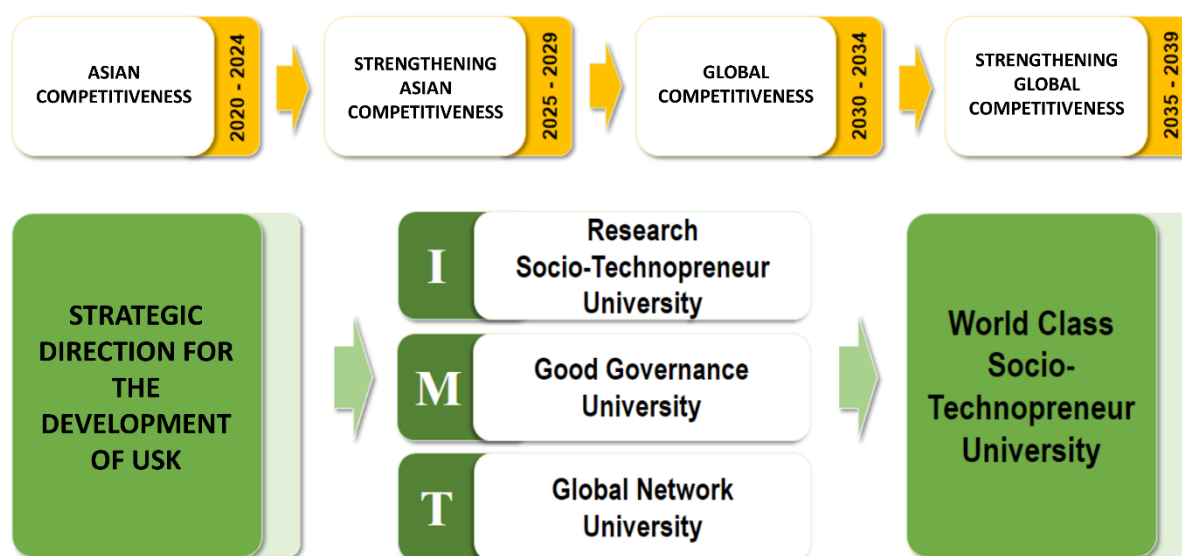 ASIAN
COMPETITIVENESS
2020 - 2024
STRENGTHENING
ASIAN
COMPETITIVENESS
2025 - 2029
GLOBAL
COMPETITIVENESS
2030 - 2034
STRENGTHENING
GLOBAL
COMPETITIVENESS
2035 - 2039
STRATEGIC
DIRECTION FOR
THE
DEVELOPMENT
OF USK
I
Research
Socio-Technopreneur
University
M
Good Governance
University
T
Global Network
University
World Class
Socio-
Technopreneur
University